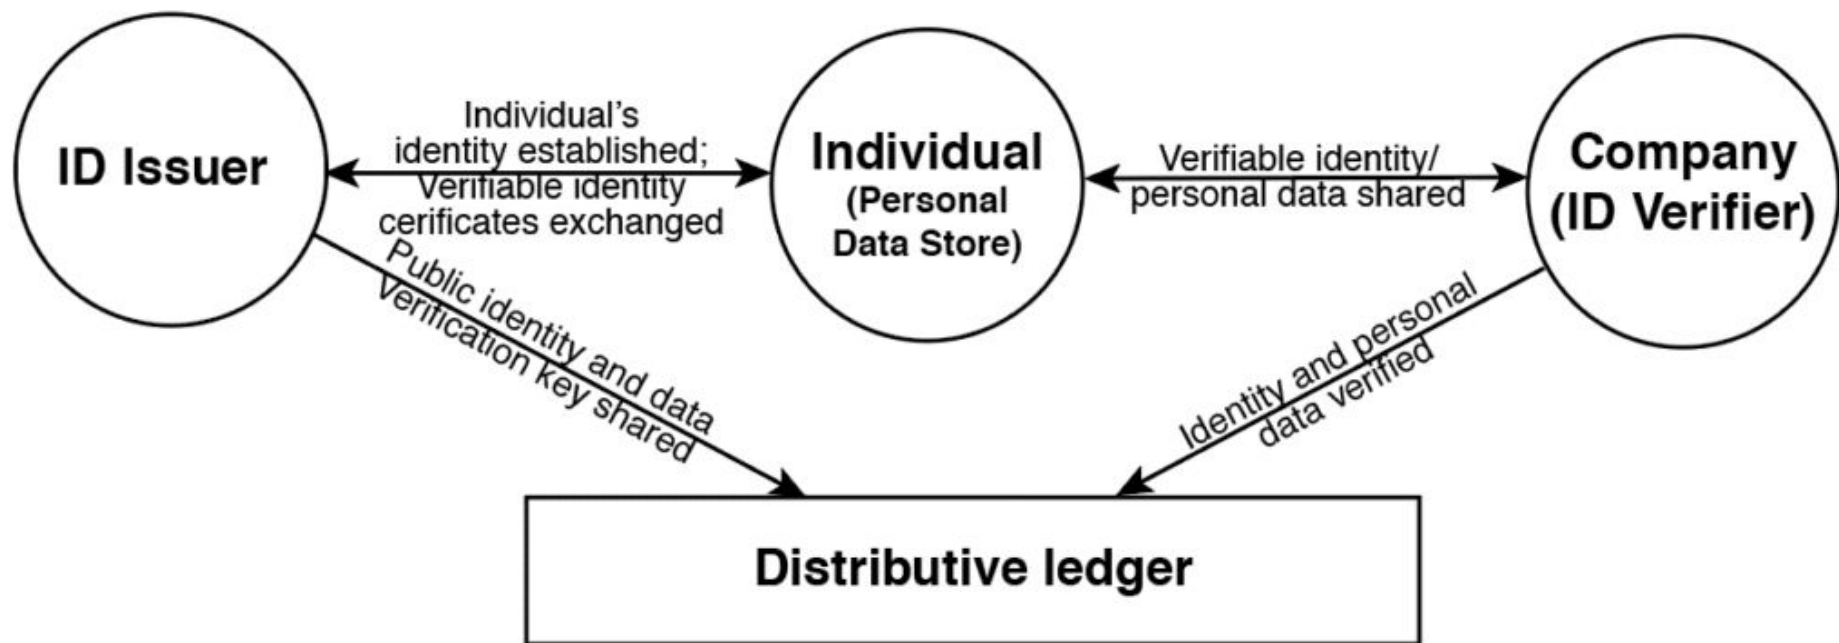 ID Issuer
Individual's
identity established;
Verifiable identity
cerificates exchanged
Individual
(Personal
Data Store)
Verifiable identity/
personal data shared
Company
(ID Verifier)
Public identity and data
Verification key shared
Identity and personal
data verified
Distributive ledger